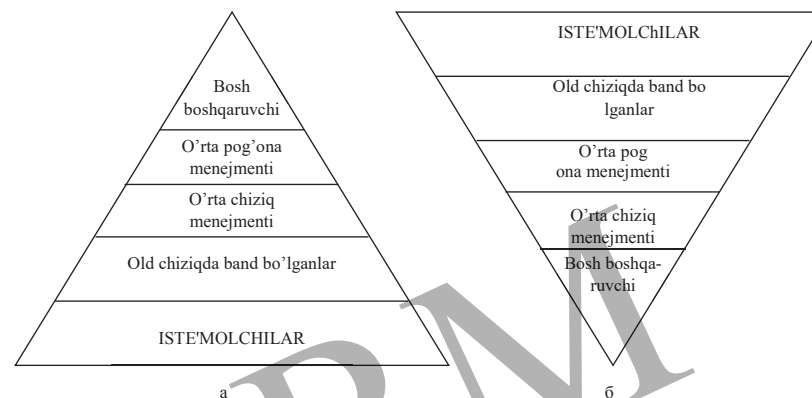 Bosh
boshqaruvchi
O’rta pog’ona
menejmenti
O’rta chiziq
menejmenti
Old chiziqda band bo’lganlar
ISTE'MOLCHILAR
а
ISTE'MOLChILAR
Old chiziqda band bo
lganlar
O’rta pog
ona menejmenti
O’rta chiziq
menejmenti
Bosh boshqa-
ruvchi
б